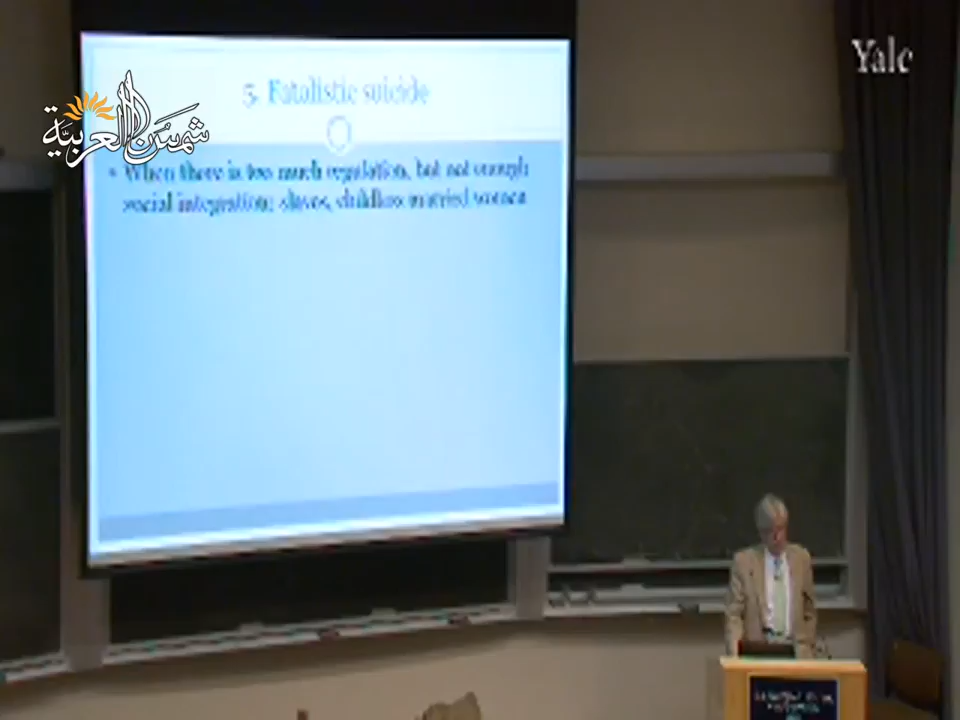 Yale
شمس العربية
5. Fatalistic suicide
When there is too much regulation, but not enough
social integration: slaves, childless married women